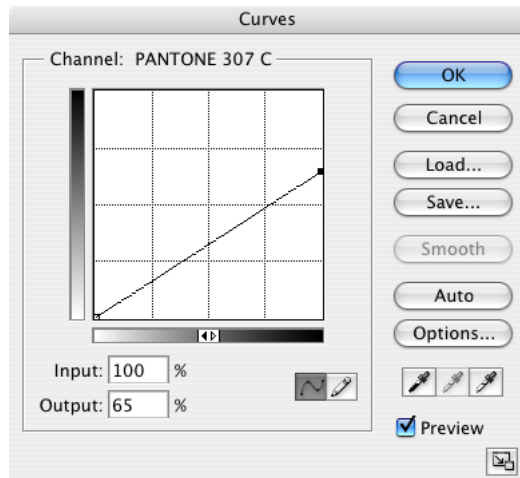 Curves
Channel: PANTONE 307 C
OK
Cancel
Load...
Save...
Smooth
Auto
Options...
Input: 100 %
Output: 65 %
Preview